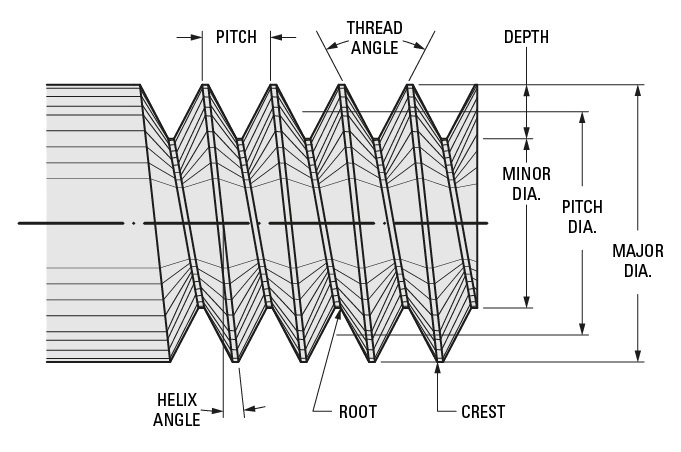 PITCH
THREAD
ANGLE
DEPTH
MINOR
DIA.
PITCH
DIA.
MAJOR
DIA.
HELIX
ANGLE
ROOT
CREST